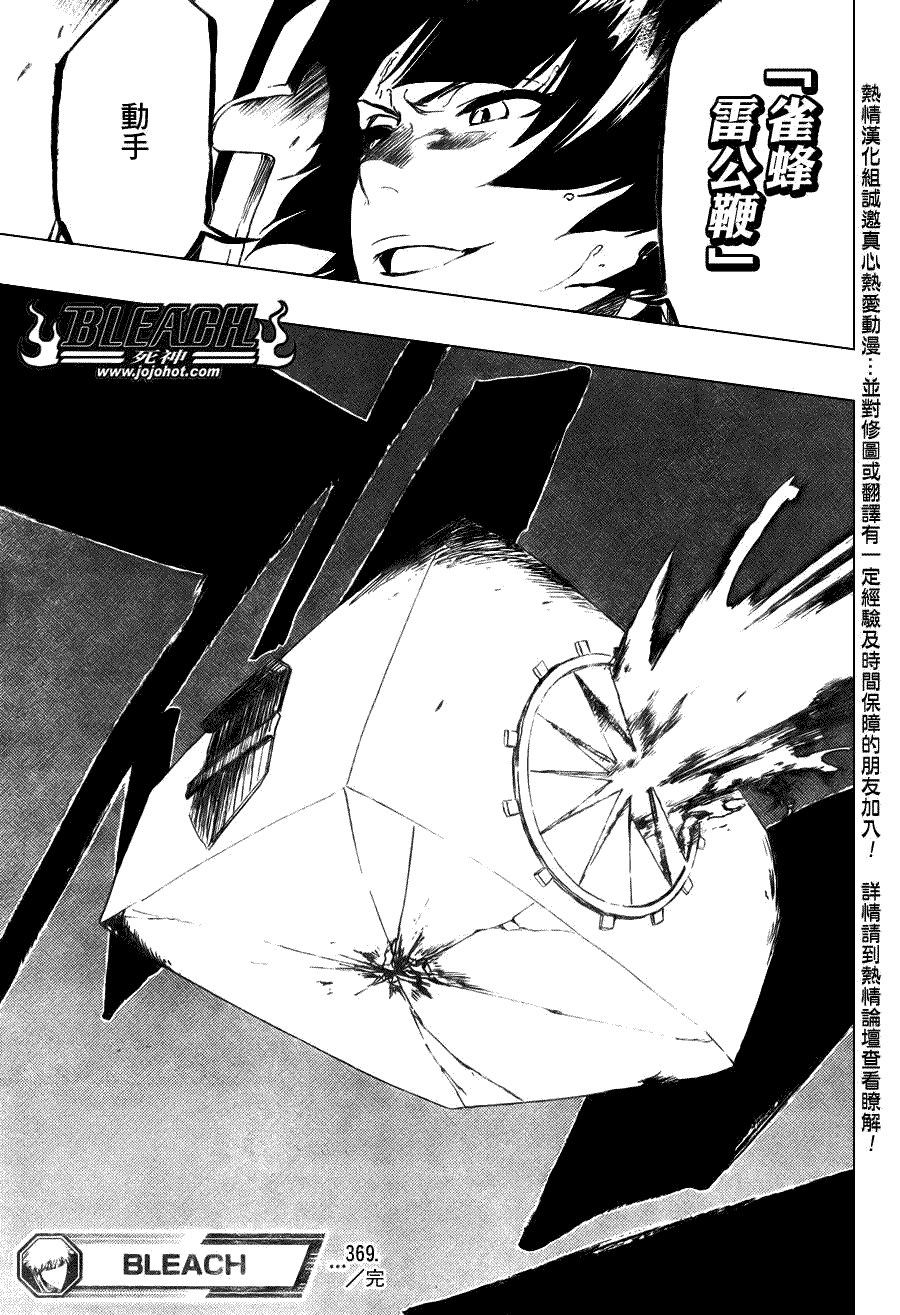 『雀蜂
雷公鞭』
動手
BLEACH
死神
www.jojohot.com
熱情漢化組誠邀真心熱愛動漫…並對修圖或翻譯有一定經驗及時間保障的朋友加入！ 詳情請到熱情論壇查看瞭解！
BLEACH
...369.
／完